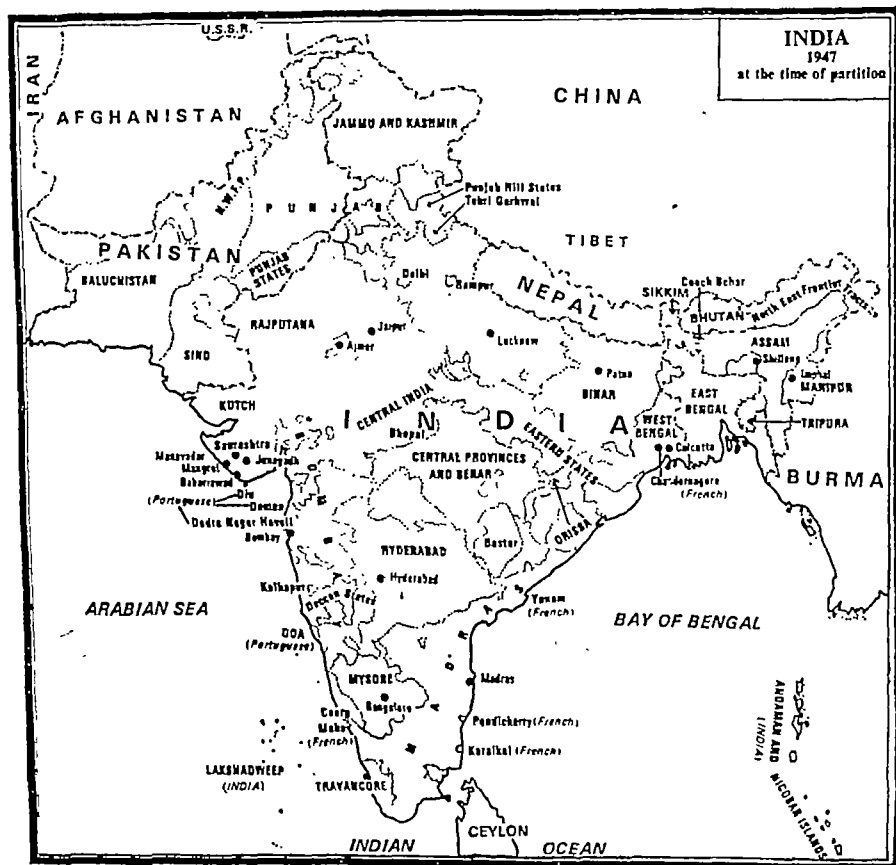 INDIA
1947
at the time of partition
U.S.S.R.
IRAN
AFGHANISTAN
CHINA
JAMMU AND KASHMIR
N.W.F.P.
PUNJAB
Punjab Hill States
Tehri Garhwal
PAKISTAN
TIBET
BALUCHISTAN
PUNJAB
STATES
Delhi
Rampur
NEPAL
SIKKIM
Cooch Behar
BHUTAN
North East Frontier Tracts
RAJPUTANA
Jaipur
Ajmer
Lucknow
ASSAM
Shillong
SIND
Patna
BIHAR
Imphal
MANIPUR
EAST
BENGAL
KUTCH
CENTRAL INDIA
INDIA
WEST
BENGAL
TRIPURA
Bhopal
EASTERN STATES
Calcutta
Saurashtra
Junagadh
Manavadar
Mangrol
Babariawad
CENTRAL PROVINCES
AND BERAR
Chandernagore
(French)
BURMA
Diu
(Portuguese)
Daman
Dadra Nagar Haveli
Bombay
ORISSA
Bastar
HYDERABAD
Hyderabad
Kolhapur
Deccan States
ARABIAN SEA
Yanam
(French)
BAY OF BENGAL
GOA
(Portuguese)
MADRAS
MYSORE
Bangalore
Madras
Coorg
Mahe
(French)
Pondicherry (French)
Karaikal (French)
LAKSHADWEEP
(INDIA)
TRAVANCORE
ANDAMAN AND
(INDIA)
NICOBAR ISLANDS
CEYLON
INDIAN OCEAN